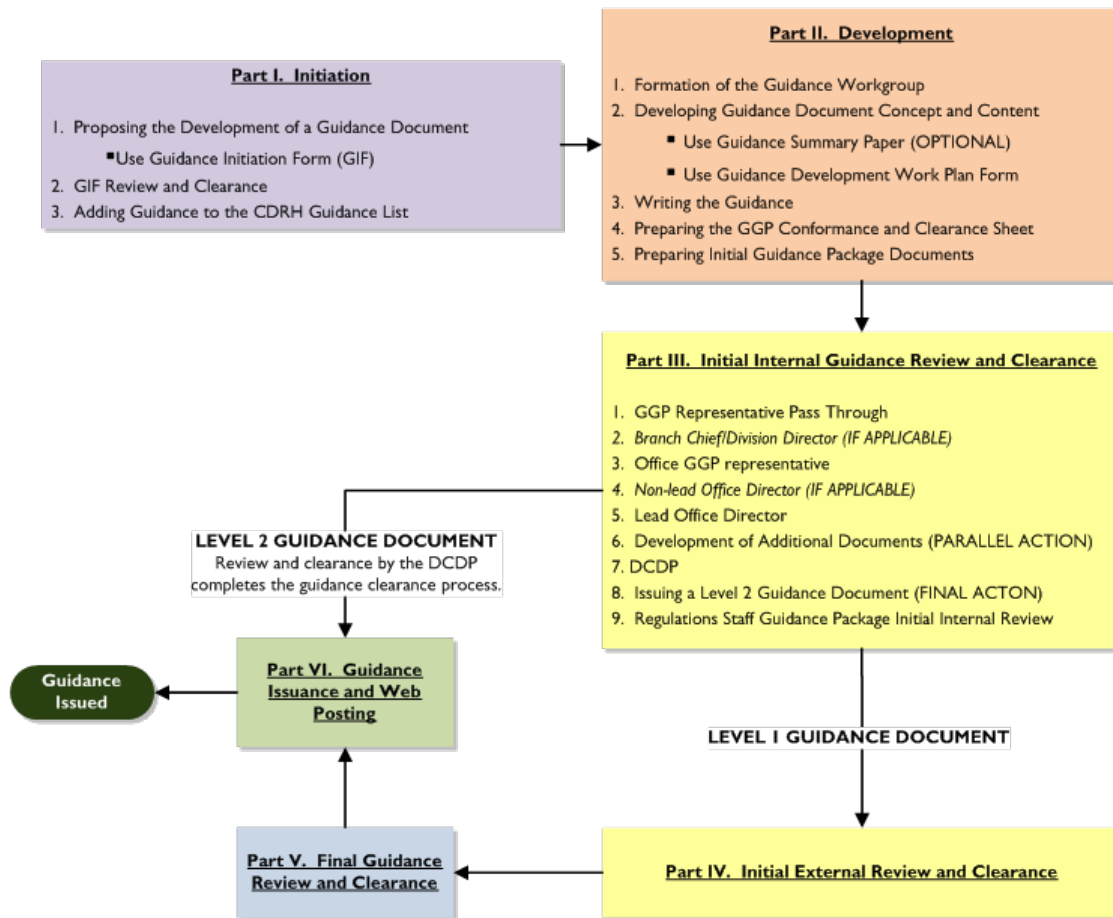 Part I. Initiation
1. Proposing the Development of a Guidance Document
▪Use Guidance Initiation Form (GIF)
2. GIF Review and Clearance
3. Adding Guidance to the CDRH Guidance List
Part II. Development
1. Formation of the Guidance Workgroup
2. Developing Guidance Document Concept and Content
▪ Use Guidance Summary Paper (OPTIONAL)
▪ Use Guidance Development Work Plan Form
3. Writing the Guidance
4. Preparing the GGP Conformance and Clearance Sheet
5. Preparing Initial Guidance Package Documents
Part III. Initial Internal Guidance Review and Clearance
1. GGP Representative Pass Through
2. Branch Chief/Division Director (IF APPLICABLE)
3. Office GGP representative
4. Non-lead Office Director (IF APPLICABLE)
5. Lead Office Director
6. Development of Additional Documents (PARALLEL ACTION)
7. DCDP
8. Issuing a Level 2 Guidance Document (FINAL ACTON)
9. Regulations Staff Guidance Package Initial Internal Review
LEVEL 2 GUIDANCE DOCUMENT
Review and clearance by the DCDP
completes the guidance clearance process.
Part VI. Guidance
Issuance and Web
Posting
Guidance
Issued
LEVEL 1 GUIDANCE DOCUMENT
Part V. Final Guidance
Review and Clearance
Part IV. Initial External Review and Clearance